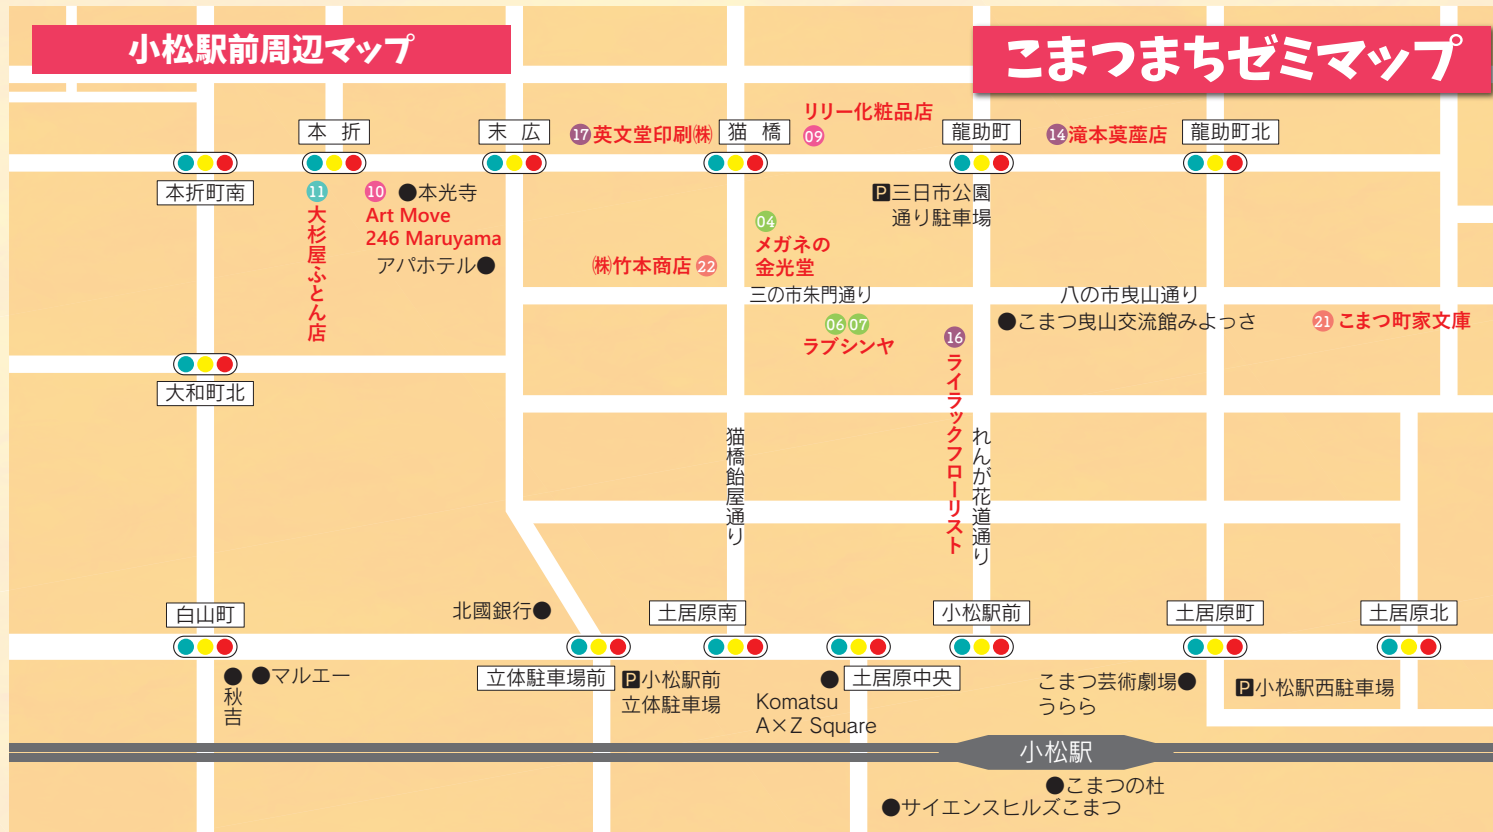 小松駅前周辺マップ
こまつまちゼミマップ
本 折
末 広
17英文堂印刷㈱
猫 橋
リリー化粧品店
09
龍助町
14滝本茣蓙店
龍助町北
本折町南
11
大杉屋ふとん店
10
●本光寺
Art Move
246 Maruyama
アパホテル●
P三日市公園
通り駐車場
04
メガネの
金光堂
㈱竹本商店22
三の市朱門通り
八の市曳山通り
●こまつ曳山交流館みよっさ
21こまつ町家文庫
06 07
ラブシンヤ
16
ライラックフローリスト
大和町北
猫橋飴屋通り
れんが花道通り
白山町
北國銀行●
土居原南
小松駅前
土居原町
土居原北
●
秋吉
●マルエー
立体駐車場前
P小松駅前
立体駐車場
●
土居原中央
Komatsu
A×Z Square
こまつ芸術劇場●
うらら
P小松駅西駐車場
小松駅
●こまつの杜
●サイエンスヒルズこまつ